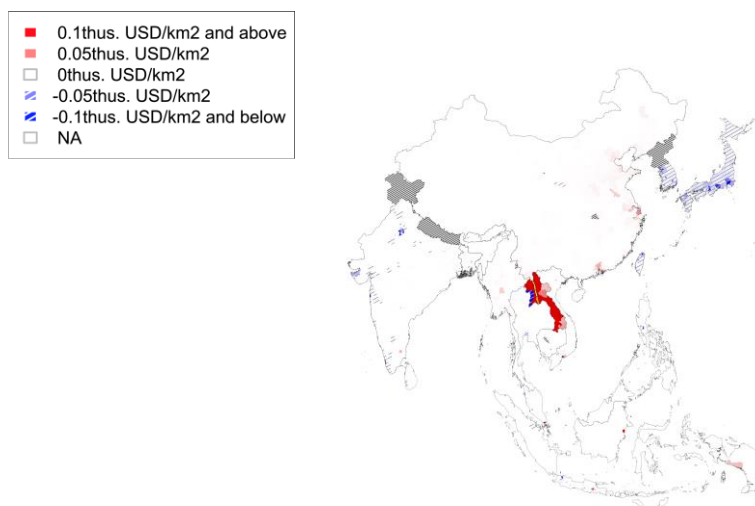 0.1thus. USD/km2 and above
0.05thus. USD/km2
0thus. USD/km2
-0.05thus. USD/km2
-0.1thus. USD/km2 and below
NA